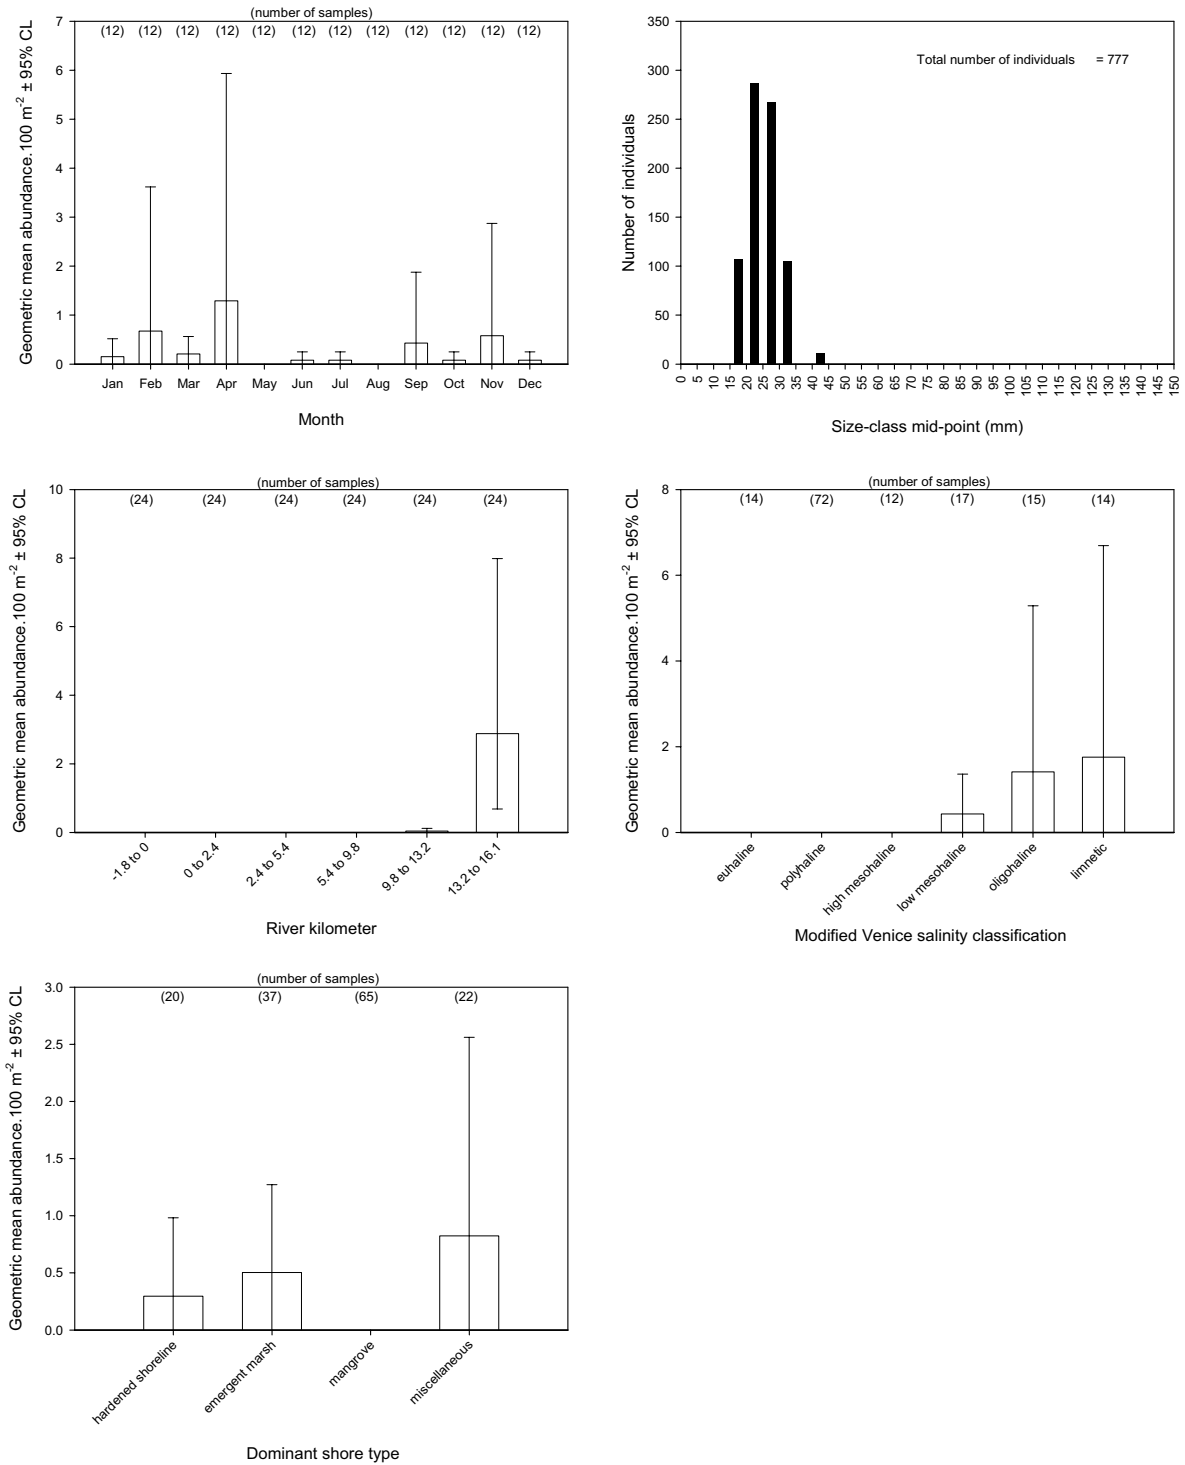 (number of samples)
(12) (12) (12) (12) (12) (12) (12) (12) (12) (12) (12) (12)
Geometric mean abundance.100 m-2 ± 95% CL
7
6
5
4
3
2
1
0
Jan Feb Mar Apr May Jun Jul Aug Sep Oct Nov Dec
Month
Total number of individuals = 777
Number of individuals
350
300
250
200
150
100
50
0
0 5 10 15 20 25 30 35 40 45 50 55 60 65 70 75 80 85 90 95 100 105 110 115 120 125 130 135 140 145 150
Size-class mid-point (mm)
(number of samples)
(24) (24) (24) (24) (24) (24)
Geometric mean abundance.100 m-2 ± 95% CL
10
8
6
4
2
0
-1.8 to 0
0 to 2.4
2.4 to 5.4
5.4 to 9.8
9.8 to 13.2
13.2 to 16.1
River kilometer
(number of samples)
(14) (72) (12) (17) (15) (14)
Geometric mean abundance.100 m-2 ± 95% CL
8
6
4
2
0
euhaline
polyhaline
high mesohaline
low mesohaline
oligohaline
limnetic
Modified Venice salinity classification
(number of samples)
(20) (37) (65) (22)
Geometric mean abundance.100 m-2 ± 95% CL
3.0
2.5
2.0
1.5
1.0
0.5
0.0
hardened shoreline
emergent marsh
mangrove
miscellaneous
Dominant shore type